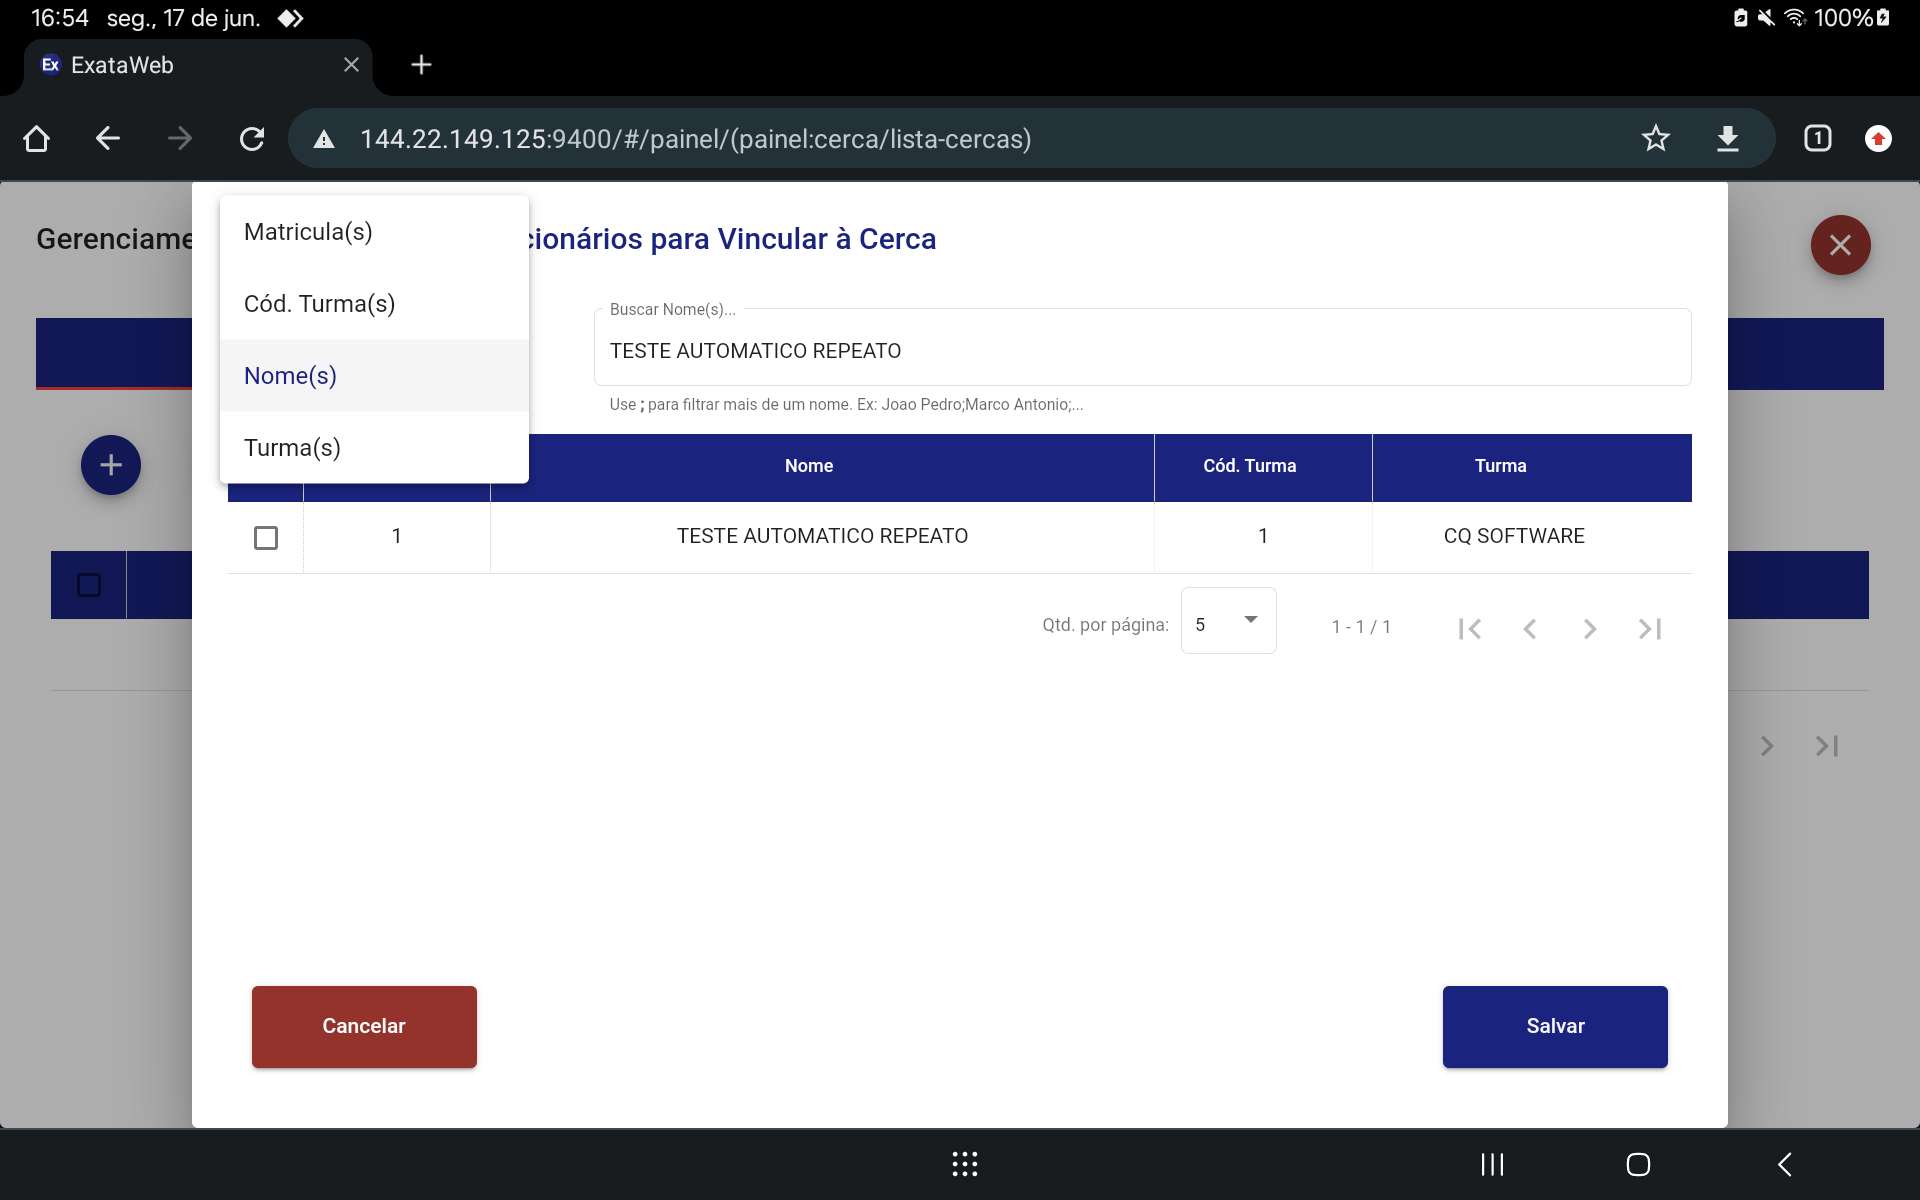 16:54 seg., 17 de jun. 100%
Ex ExataWeb
144.22.149.125:9400/#/painel/(painel:cerca/lista-cercas) 1
Gerenciame
cionários para Vincular à Cerca
Matricula(s)
Cód. Turma(s)
Nome(s)
Turma(s)
Buscar Nome(s)...
TESTE AUTOMATICO REPEATO
Use ; para filtrar mais de um nome. Ex: Joao Pedro;Marco Antonio;...
Nome Cód. Turma Turma
1 TESTE AUTOMATICO REPEATO 1 CQ SOFTWARE
Qtd. por página: 5 1 - 1 / 1
Cancelar Salvar